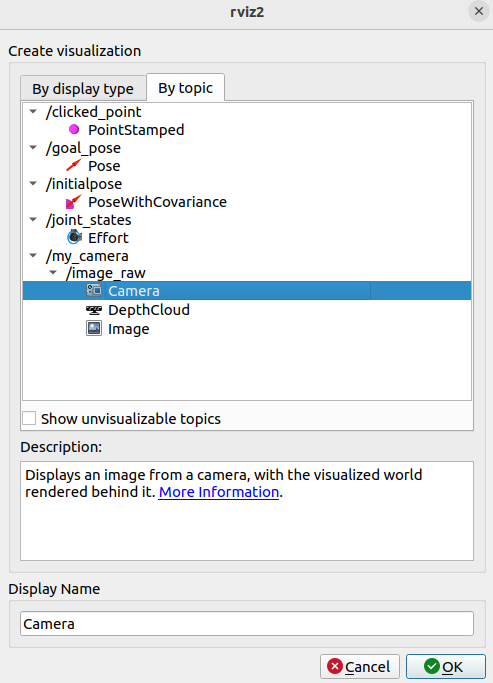 rviz2
Create visualization
By display type
By topic
/clicked_point
PointStamped
/goal_pose
Pose
/initialpose
PoseWithCovariance
/joint_states
Effort
/my_camera
/image_raw
Camera
DepthCloud
Image
Show unvisualizable topics
Description:
Displays an image from a camera, with the visualized world
rendered behind it. More Information.
Display Name
Camera
Cancel
OK